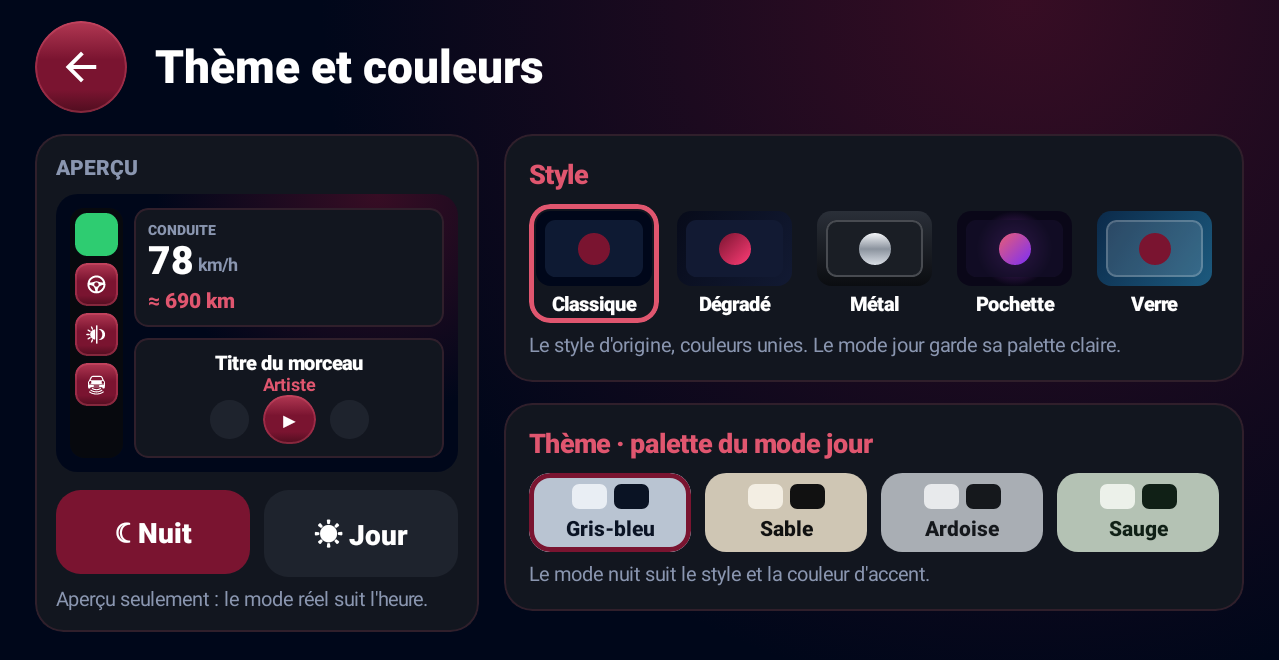 Thème et couleurs
APERÇU
CONDUITE
78 km/h
≈ 690 km
Titre du morceau
Artiste
Nuit
Jour
Aperçu seulement : le mode réel suit l'heure.
Style
Classique
Dégradé
Métal
Pochette
Verre
Le style d'origine, couleurs unies. Le mode jour garde sa palette claire.
Thème · palette du mode jour
Gris-bleu
Sable
Ardoise
Sauge
Le mode nuit suit le style et la couleur d'accent.